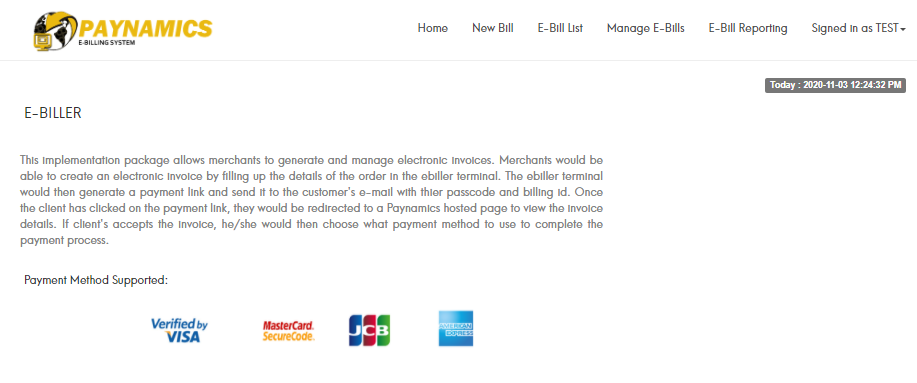 PAYNAMICS
E-BILLING SYSTEM
Home New Bill E-Bill List Manage E-Bills E-Bill Reporting Signed in as TEST
Today : 2020-11-03 12:24:32 PM
E-BILLER
This implementation package allows merchants to generate and manage electronic invoices. Merchants would be
able to create an electronic invoice by filling up the details of the order in the ebiller terminal. The ebiller terminal
would then generate a payment link and send it to the customer's e-mail with thier passcode and billing id. Once
the client has clicked on the payment link, they would be redirected to a Paynamics hosted page to view the invoice
details. If client's accepts the invoice, he/she would then choose what payment method to use to complete the
payment process.
Payment Method Supported:
Verified by
VISA
MasterCard.
SecureCode.
JCB
AMERICAN
EXPRESS